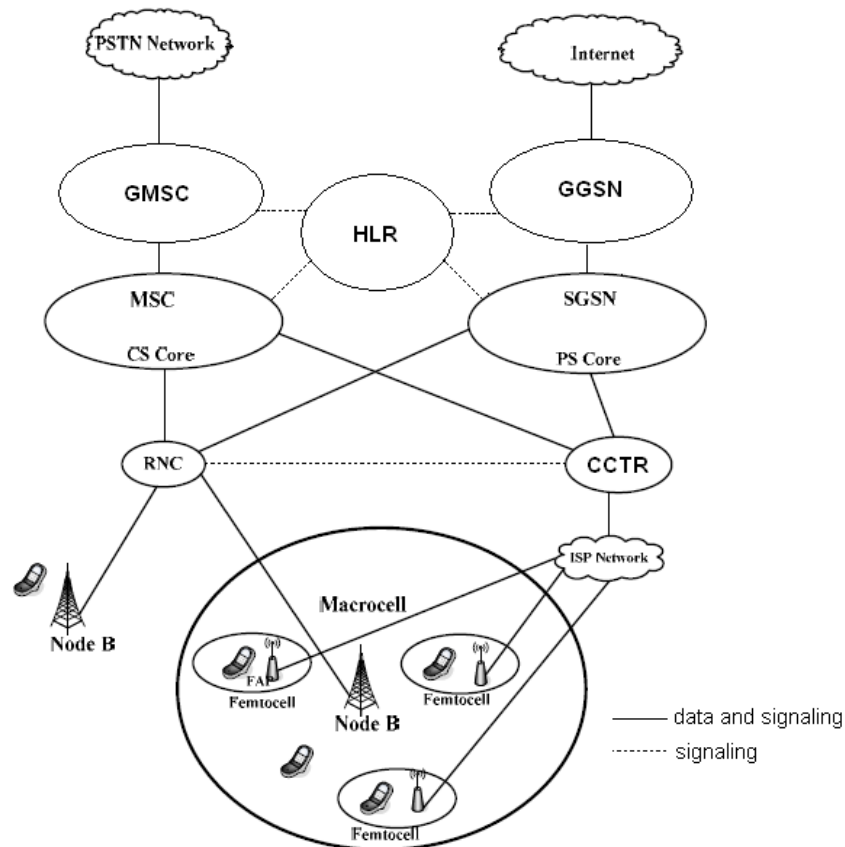 PSTN Network
Internet
GMSC
GGSN
HLR
MSC
CS Core
SGSN
PS Core
RNC
CCTR
ISP Network
Macrocell
Node B
FAP
Femtocell
Femtocell
Node B
Femtocell
data and signaling
signaling